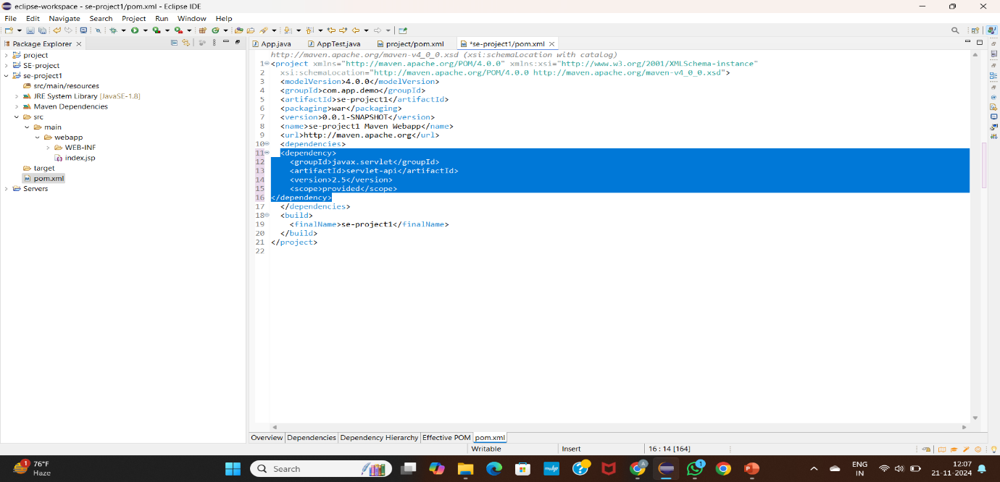 eclipse-workspace - se-project1/pom.xml - Eclipse IDE
File Edit Navigate Search Project Run Window Help
Package Explorer
project
SE-project
se-project1
src/main/resources
JRE System Library [JavaSE-1.8]
Maven Dependencies
src
main
webapp
WEB-INF
index.jsp
target
pom.xml
Servers
App.java AppTest.java project/pom.xml *se-project1/pom.xml
http://maven.apache.org/maven-v4_0_0.xsd (xsi:schemaLocation with catalog)
1 <project xmlns="http://maven.apache.org/POM/4.0.0" xmlns:xsi="http://www.w3.org/2001/XMLSchema-instance"
2 xsi:schemaLocation="http://maven.apache.org/POM/4.0.0 http://maven.apache.org/maven-v4_0_0.xsd">
3 <modelVersion>4.0.0</modelVersion>
4 <groupId>com.app.demo</groupId>
5 <artifactId>se-project1</artifactId>
6 <packaging>war</packaging>
7 <version>0.0.1-SNAPSHOT</version>
8 <name>se-project1 Maven Webapp</name>
9 <url>http://maven.apache.org</url>
10 <dependencies>
11 <dependency>
12 <groupId>javax.servlet</groupId>
13 <artifactId>servlet-api</artifactId>
14 <version>2.5</version>
15 <scope>provided</scope>
16 </dependency>
17 </dependencies>
18 <build>
19 <finalName>se-project1</finalName>
20 </build>
21 </project>
22
Overview Dependencies Dependency Hierarchy Effective POM pom.xml
Writable Insert 16 : 14 [164]
1 76°F
Haze
Search
1
ENG
IN
12:07
21-11-2024